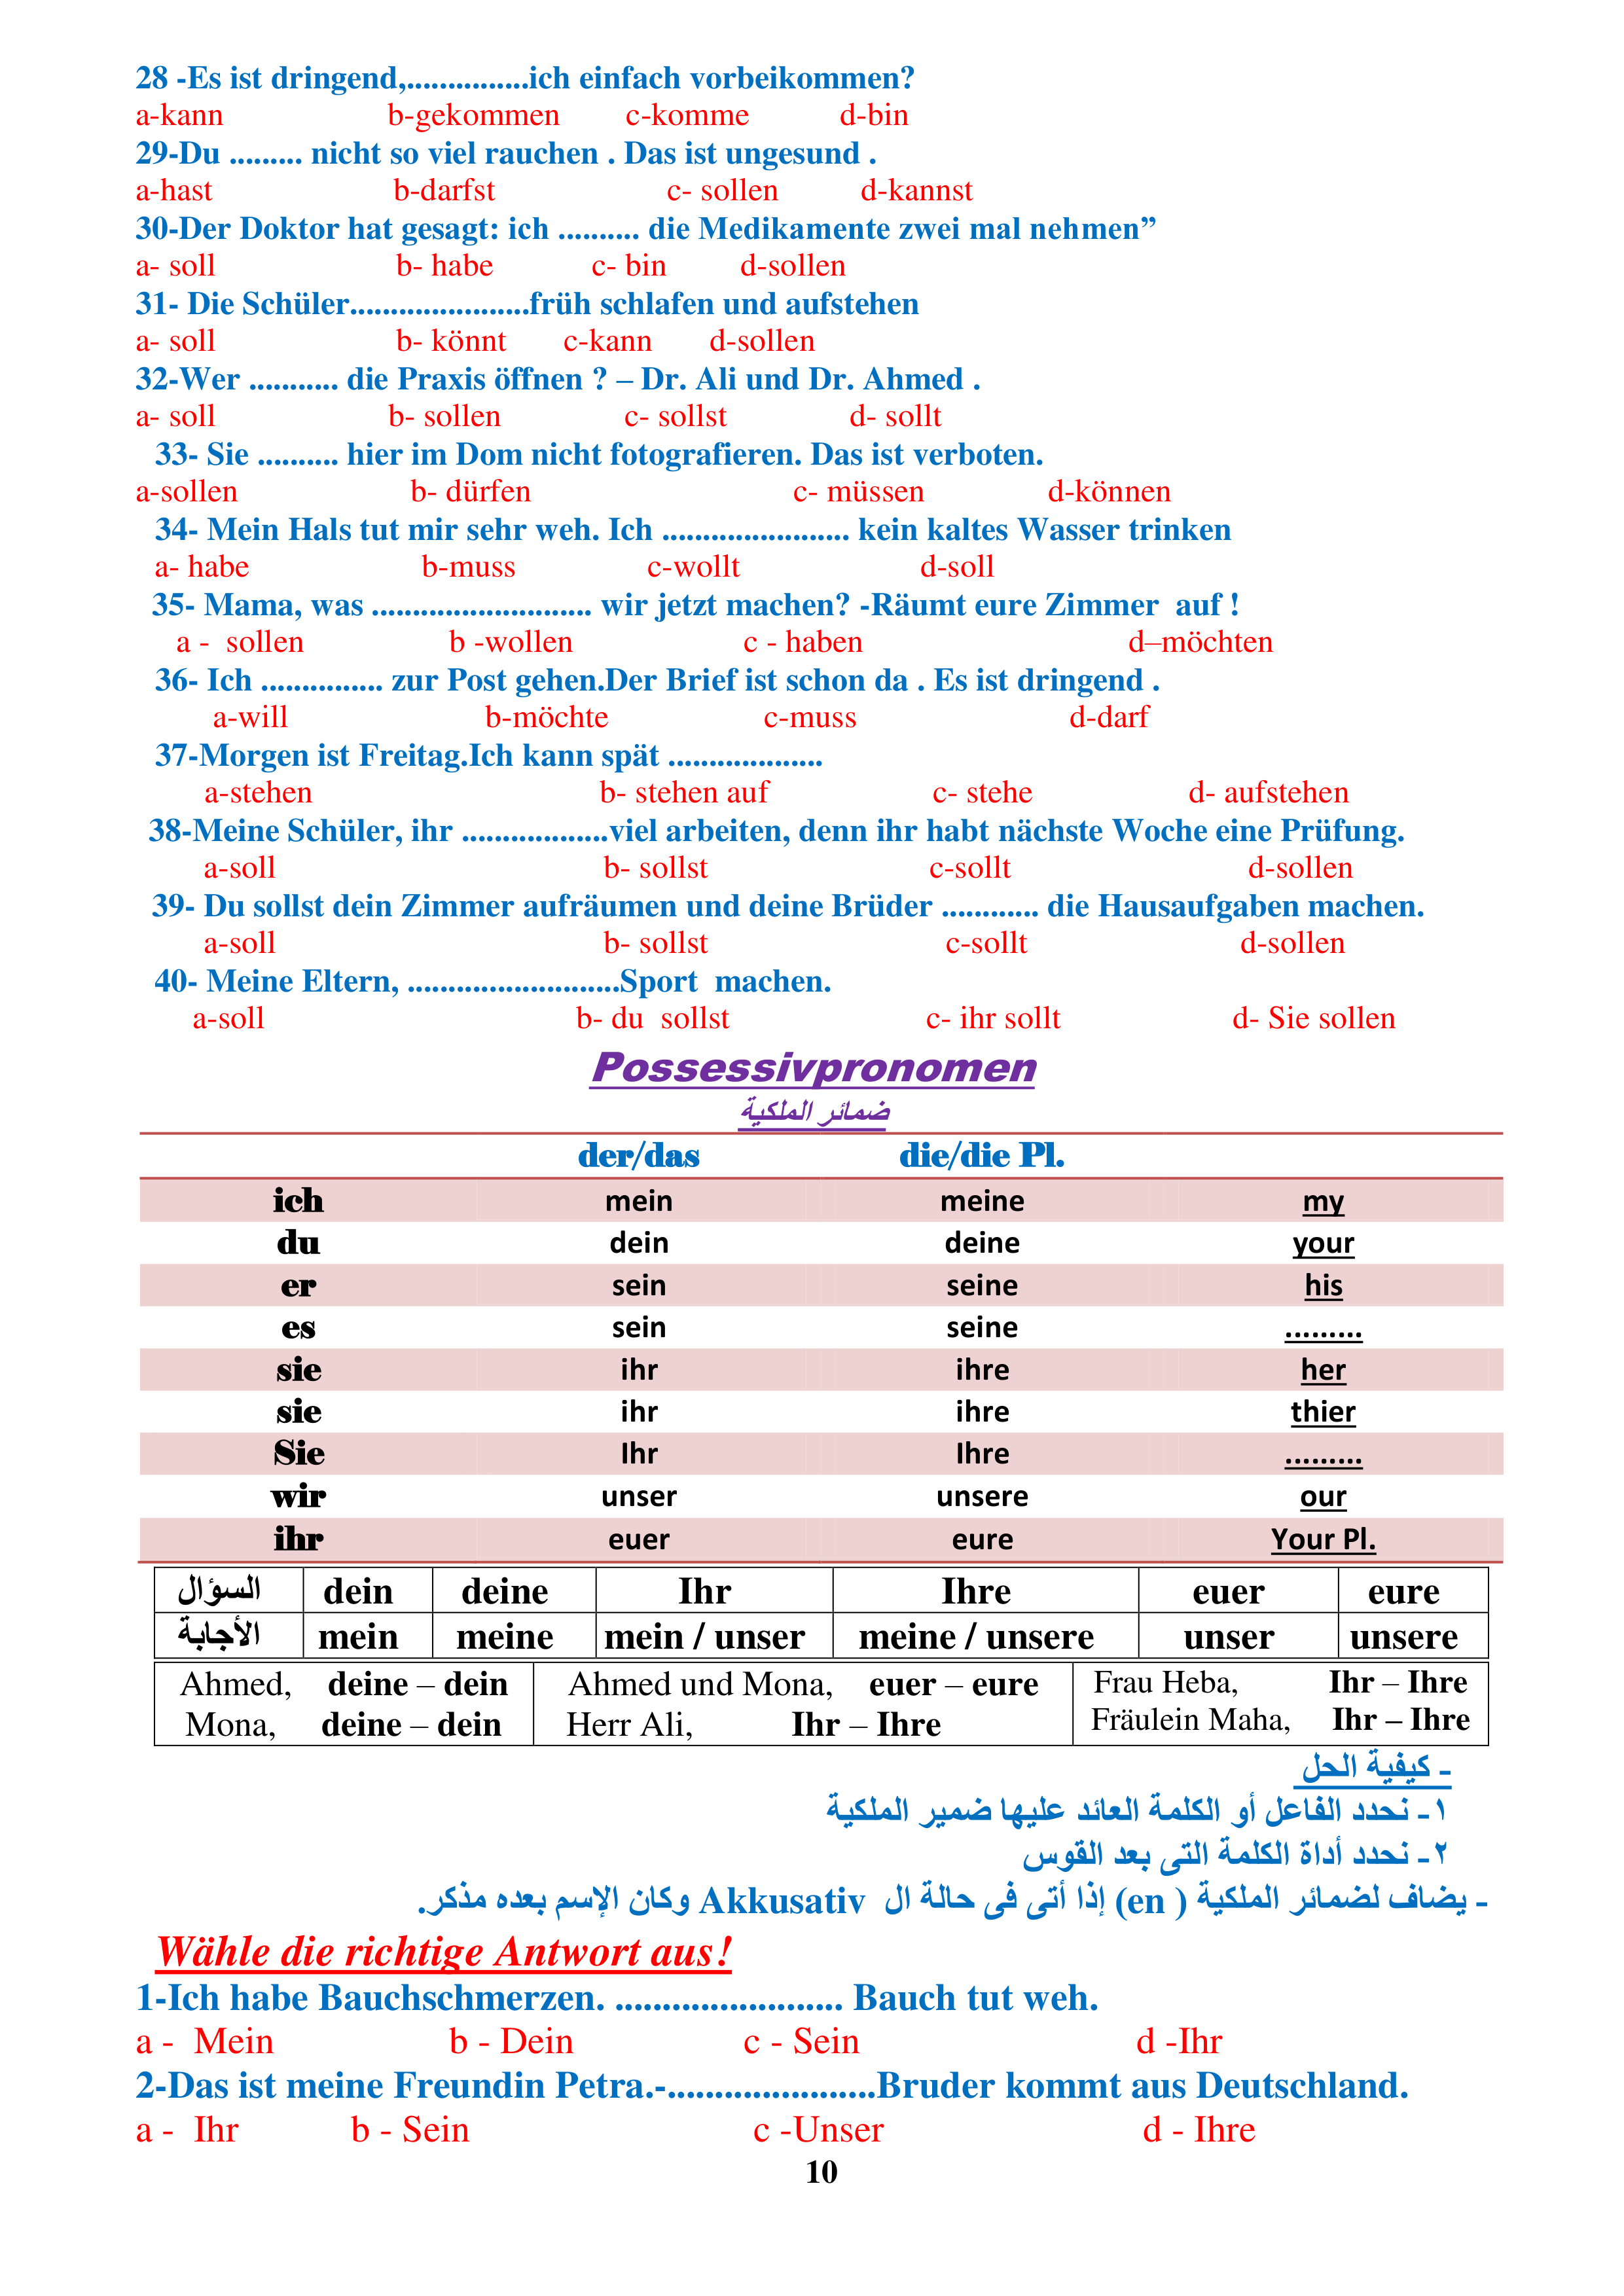 28 -Es ist dringend,...............ich einfach vorbeikommen?
a-kann b-gekommen c-komme d-bin
29-Du ......... nicht so viel rauchen . Das ist ungesund .
a-hast b-darfst c- sollen d-kannst
30-Der Doktor hat gesagt: ich .......... die Medikamente zwei mal nehmen”
a- soll b- habe c- bin d-sollen
31- Die Schüler......................früh schlafen und aufstehen
a- soll b- könnt c-kann d-sollen
32-Wer ........... die Praxis öffnen ? – Dr. Ali und Dr. Ahmed .
a- soll b- sollen c- sollst d- sollt
33- Sie .......... hier im Dom nicht fotografieren. Das ist verboten.
a-sollen b- dürfen c- müssen d-können
34- Mein Hals tut mir sehr weh. Ich ....................... kein kaltes Wasser trinken
a- habe b-muss c-wollt d-soll
35- Mama, was ........................... wir jetzt machen? -Räumt eure Zimmer auf !
a - sollen b -wollen c - haben d–möchten
36- Ich ............... zur Post gehen.Der Brief ist schon da . Es ist dringend .
a-will b-möchte c-muss d-darf
37-Morgen ist Freitag.Ich kann spät ...................
a-stehen b- stehen auf c- stehe d- aufstehen
38-Meine Schüler, ihr ..................viel arbeiten, denn ihr habt nächste Woche eine Prüfung.
a-soll b- sollst c-sollt d-sollen
39- Du sollst dein Zimmer aufräumen und deine Brüder ............ die Hausaufgaben machen.
a-soll b- sollst c-sollt d-sollen
40- Meine Eltern, ..........................Sport machen.
a-soll b- du sollst c- ihr sollt d- Sie sollen
Possessivpronomen
ضمائر الملكية
der/das die/die Pl.
ich mein meine my
du dein deine your
er sein seine his
es sein seine .........
sie ihr ihre her
sie ihr ihre thier
Sie Ihr Ihre .........
wir unser unsere our
ihr euer eure Your Pl.
السؤال dein deine Ihr Ihre euer eure
الأجابة mein meine mein / unser meine / unsere unser unsere
Ahmed, deine – dein Ahmed und Mona, euer – eure Frau Heba, Ihr – Ihre
Mona, deine – dein Herr Ali, Ihr – Ihre Fräulein Maha, Ihr – Ihre
- كيفية الحل
١- نحدد الفاعل أو الكلمة العائد عليها ضمير الملكية
٢- نحدد أداة الكلمة التى بعد القوس
- يضاف لضمائر الملكية ( en) إذا أتى فى حالة ال Akkusativ وكان الإسم بعده مذكر.
Wähle die richtige Antwort aus!
1-Ich habe Bauchschmerzen. ........................ Bauch tut weh.
a - Mein b - Dein c - Sein d -Ihr
2-Das ist meine Freundin Petra.-......................Bruder kommt aus Deutschland.
a - Ihr b - Sein c -Unser d - Ihre
10